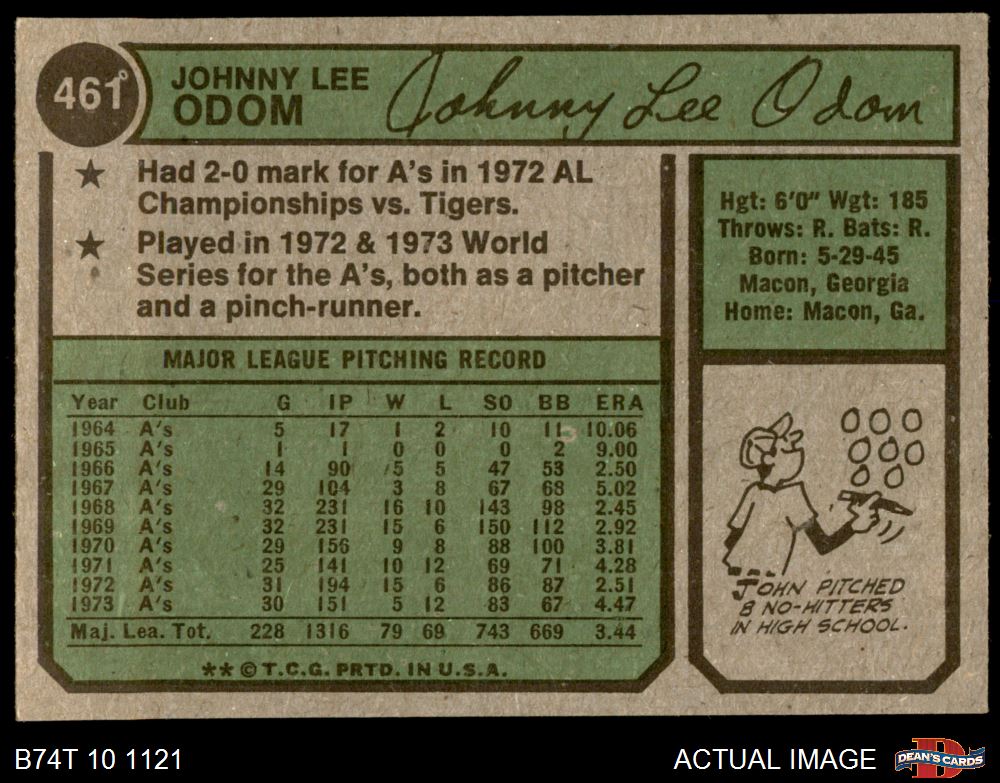 461
JOHNNY LEE
ODOM
Johnny Lee Odom
★ Had 2-0 mark for A's in 1972 AL
Championships vs. Tigers.
★ Played in 1972 & 1973 World
Series for the A's, both as a pitcher
and a pinch-runner.
Hgt: 6'0" Wgt: 185
Throws: R. Bats: R.
Born: 5-29-45
Macon, Georgia
Home: Macon, Ga.
MAJOR LEAGUE PITCHING RECORD
Year Club G IP W L SO BB ERA
1964 A's 5 17 1 2 10 11 10.06
1965 A's 1 1 0 0 0 2 9.00
1966 A's 14 90 5 5 47 53 2.50
1967 A's 29 104 3 8 67 68 5.02
1968 A's 32 231 16 10 143 98 2.45
1969 A's 32 231 15 6 150 112 2.92
1970 A's 29 156 9 8 88 100 3.81
1971 A's 25 141 10 12 69 71 4.28
1972 A's 31 194 15 6 86 87 2.51
1973 A's 30 151 5 12 83 67 4.47
Maj. Lea. Tot. 228 1316 79 69 743 669 3.44
** © T.C.G. PRTD. IN U.S.A.
JOHN PITCHED
8 NO-HITTERS
IN HIGH SCHOOL.
B74T 10 1121
ACTUAL IMAGE
D
DEAN'S CARDS